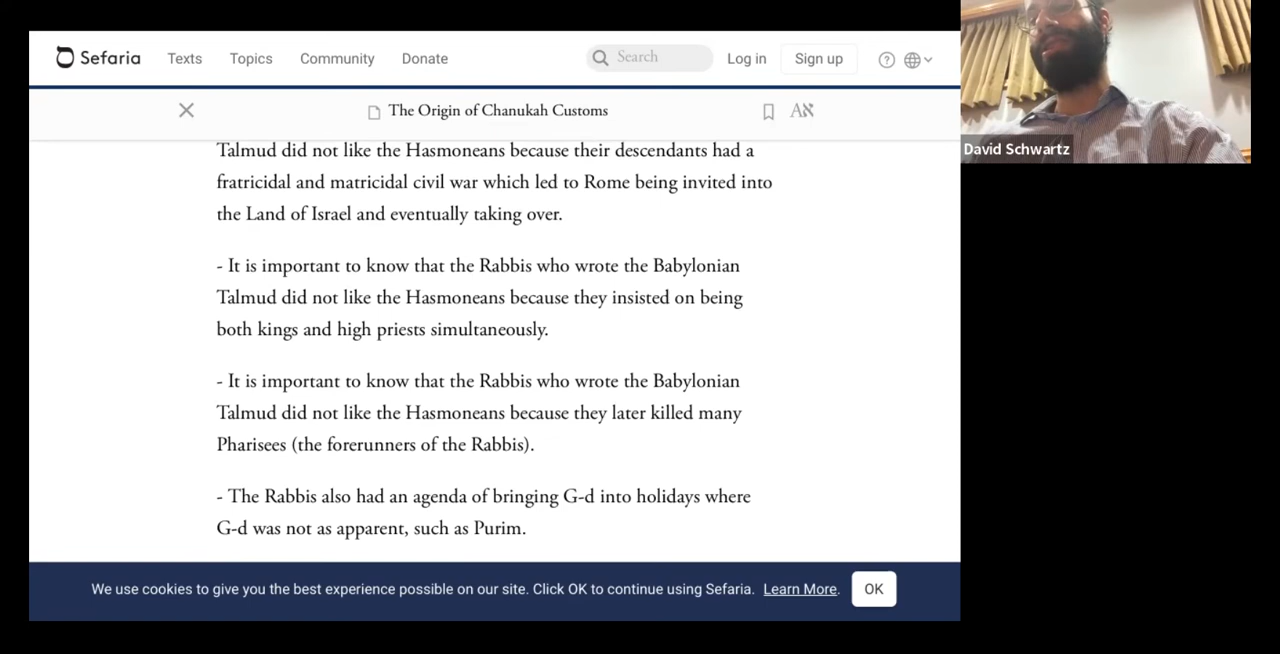 Sefaria Texts Topics Community Donate Search Log in Sign up
The Origin of Chanukah Customs Aא
Talmud did not like the Hasmoneans because their descendants had a
fratricidal and matricidal civil war which led to Rome being invited into
the Land of Israel and eventually taking over.
- It is important to know that the Rabbis who wrote the Babylonian
Talmud did not like the Hasmoneans because they insisted on being
both kings and high priests simultaneously.
- It is important to know that the Rabbis who wrote the Babylonian
Talmud did not like the Hasmoneans because they later killed many
Pharisees (the forerunners of the Rabbis).
- The Rabbis also had an agenda of bringing G-d into holidays where
G-d was not as apparent, such as Purim.
We use cookies to give you the best experience possible on our site. Click OK to continue using Sefaria. Learn More. OK
David Schwartz